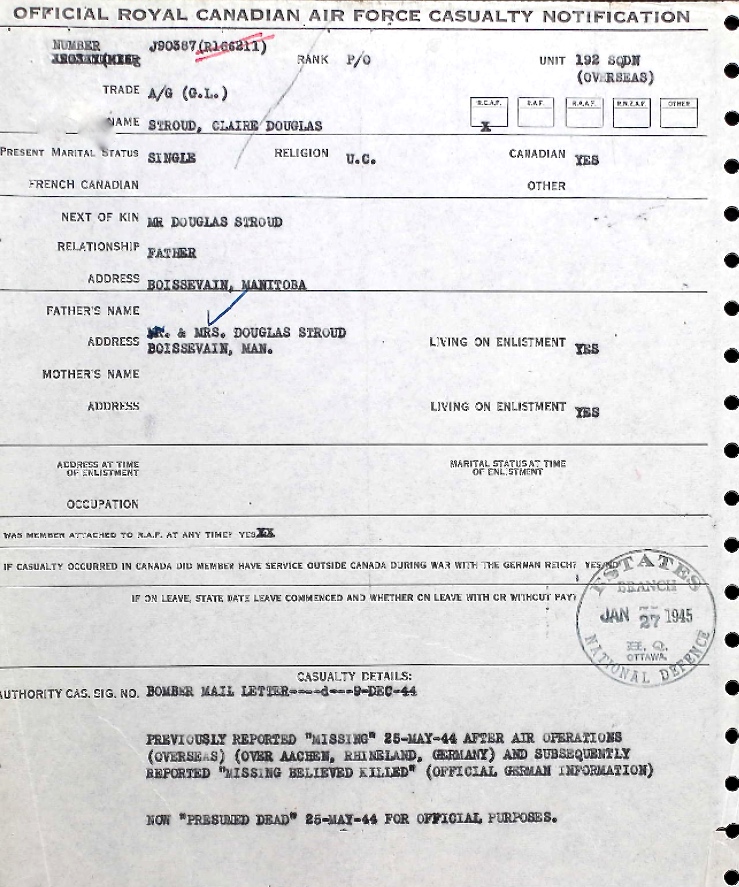 OFFICIAL ROYAL CANADIAN AIR FORCE CASUALTY NOTIFICATION
NUMBER J90387(R166211) RANK P/O UNIT 192 SQDN
(OVERSEAS)
TRADE A/G (G.L.)
R.C.A.F. R.A.F. R.A.A.F. R.N.Z.A.F. OTHER
X
NAME STROUD, CLAIRE DOUGLAS
PRESENT MARITAL STATUS SINGLE RELIGION U.C. CANADIAN YES
FRENCH CANADIAN OTHER
NEXT OF KIN MR DOUGLAS STROUD
RELATIONSHIP FATHER
ADDRESS BOISSEVAIN, MANITOBA
FATHER'S NAME
MR. & MRS. DOUGLAS STROUD
ADDRESS BOISSEVAIN, MAN. LIVING ON ENLISTMENT YES
MOTHER'S NAME
ADDRESS LIVING ON ENLISTMENT YES
ADDRESS AT TIME OF ENLISTMENT MARITAL STATUS AT TIME OF ENLISTMENT
OCCUPATION
WAS MEMBER ATTACHED TO R.A.F. AT ANY TIME? YES
IF CASUALTY OCCURRED IN CANADA DID MEMBER HAVE SERVICE OUTSIDE CANADA DURING WAR WITH THE GERMAN REICH? YES/NO
IF ON LEAVE, STATE DATE LEAVE COMMENCED AND WHETHER ON LEAVE WITH OR WITHOUT PAY
ESTATES
BRANCH
JAN 27 1945
H. Q.
OTTAWA
NATIONAL DEFENCE
CASUALTY DETAILS:
AUTHORITY CAS. SIG. NO. BOMBER MAIL LETTER----d---9-DEC-44
PREVIOUSLY REPORTED "MISSING" 25-MAY-44 AFTER AIR OPERATIONS
(OVERSEAS) (OVER AACHEN, RHINELAND, GERMANY) AND SUBSEQUENTLY
REPORTED "MISSING BELIEVED KILLED" (OFFICIAL GERMAN INFORMATION)
NOW "PRESUMED DEAD" 25-MAY-44 FOR OFFICIAL PURPOSES.